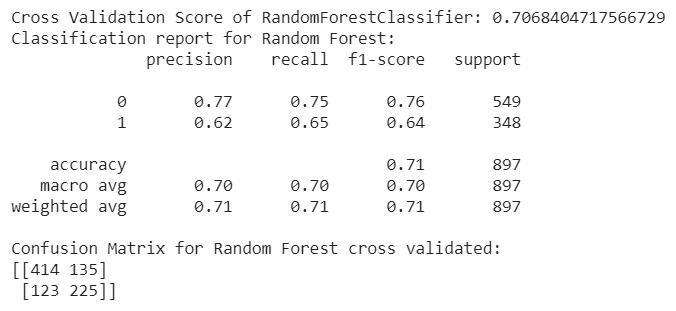 Cross Validation Score of RandomForestClassifier: 0.7068404717566729
Classification report for Random Forest:
precision recall f1-score support
0 0.77 0.75 0.76 549
1 0.62 0.65 0.64 348
accuracy 0.71 897
macro avg 0.70 0.70 0.70 897
weighted avg 0.71 0.71 0.71 897
Confusion Matrix for Random Forest cross validated:
[[414 135]
[123 225]]